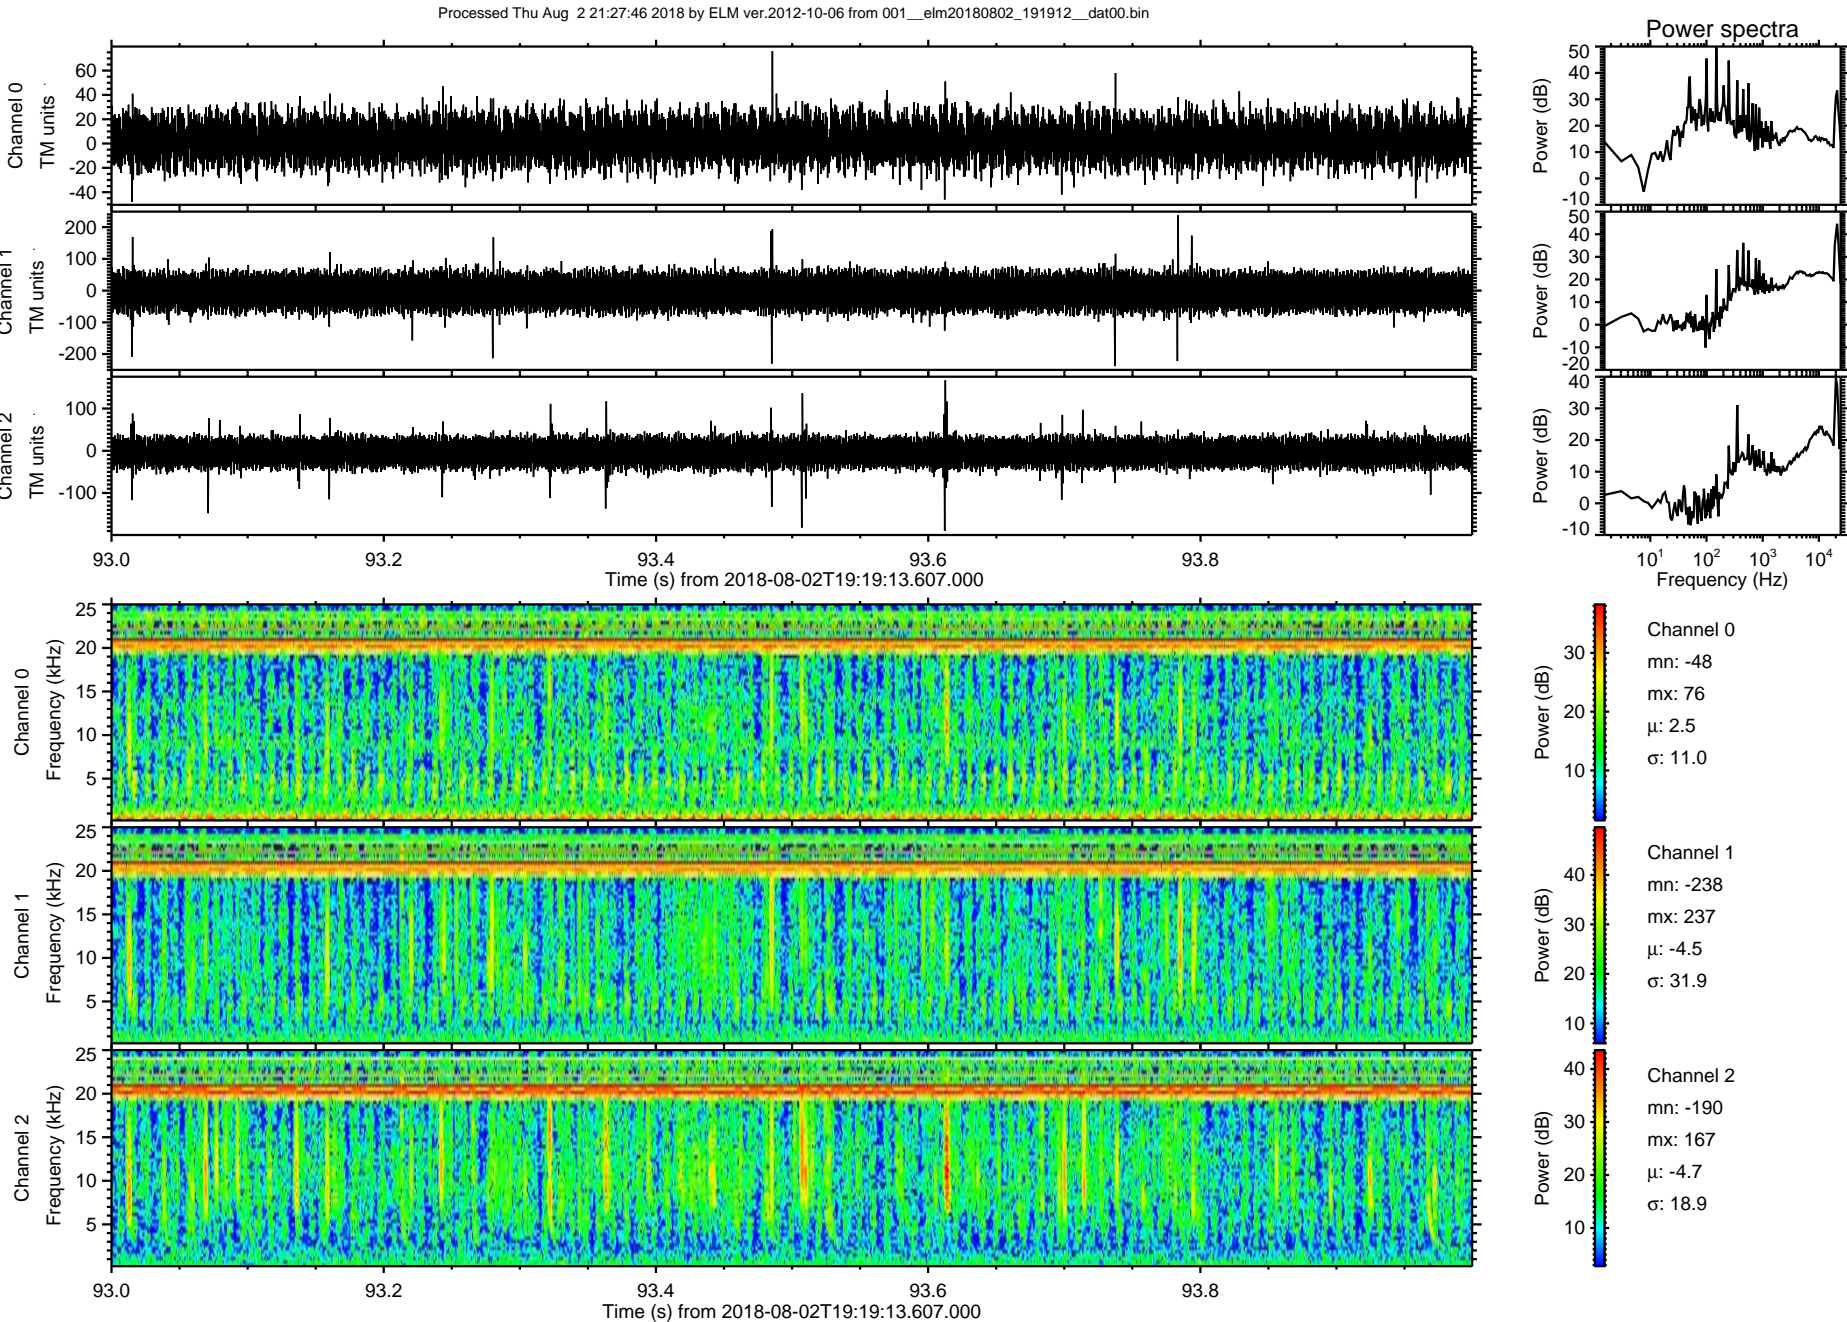 Processed Thu Aug  2 21:27:46 2018 by ELM ver.2012-10-06 from 001__elm20180802_191912__dat00.bin
Power spectra
Channel 0
TM units
60
40
20
0
-20
-40
Power (dB)
50
40
30
20
10
0
-10
Channel 1
TM units
200
100
0
-100
-200
Power (dB)
50
40
30
20
10
0
-10
-20
Channel 2
TM units
100
0
-100
Power (dB)
40
30
20
10
0
-10
93.0 93.2 93.4 93.6 93.8
Time (s) from 2018-08-02T19:19:13.607.000
10¹ 10² 10³ 10⁴
Frequency (Hz)
Channel 0
Frequency (kHz)
25
20
15
10
5
Power (dB)
30
20
10
Channel 0
mn: -48
mx: 76
μ: 2.5
σ: 11.0
Channel 1
Frequency (kHz)
25
20
15
10
5
Power (dB)
40
30
20
10
Channel 1
mn: -238
mx: 237
μ: -4.5
σ: 31.9
Channel 2
Frequency (kHz)
25
20
15
10
5
Power (dB)
40
30
20
10
Channel 2
mn: -190
mx: 167
μ: -4.7
σ: 18.9
93.0 93.2 93.4 93.6 93.8
Time (s) from 2018-08-02T19:19:13.607.000